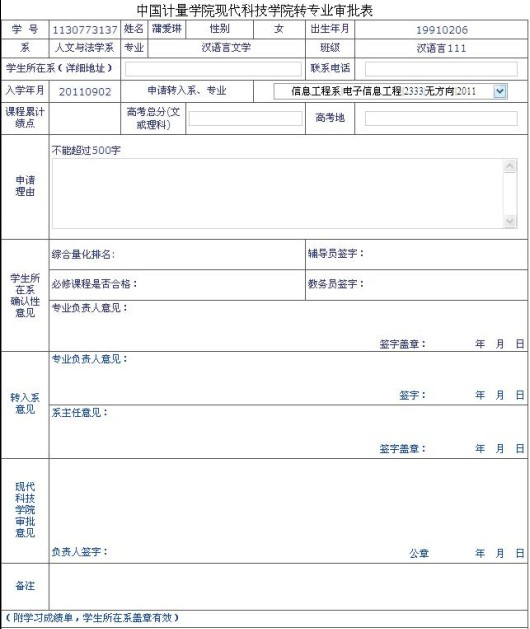 中国计量学院现代科技学院转专业审批表
学 号 1130773137 姓名 蒲爱琳 性别 女 出生年月 19910206
系 人文与法学系 专业 汉语言文学 班级 汉语言111
学生所在系(详细地址) 联系电话
入学年月 20110902 申请转入系、专业 信息工程系|电子信息工程|2333|无方向|2011
课程累计绩点 高考总分(文或理科) 高考地
申请理由
不能超过500字
学生所在系确认性意见
综合量化排名: 辅导员签字:
必修课程是否合格: 教务员签字:
专业负责人意见:
签字盖章: 年 月 日
转入系意见
专业负责人意见:
签字: 年 月 日
系主任意见:
签字盖章: 年 月 日
现代科技学院审批意见
负责人签字: 公章 年 月 日
备注
(附学习成绩单,学生所在系盖章有效)